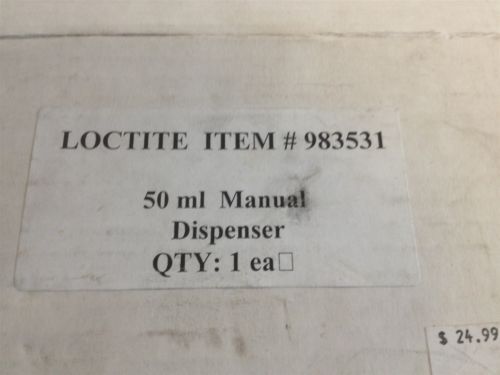 LOCTITE ITEM # 983531
50 ml Manual
Dispenser
QTY: 1 ea□
$ 24.99